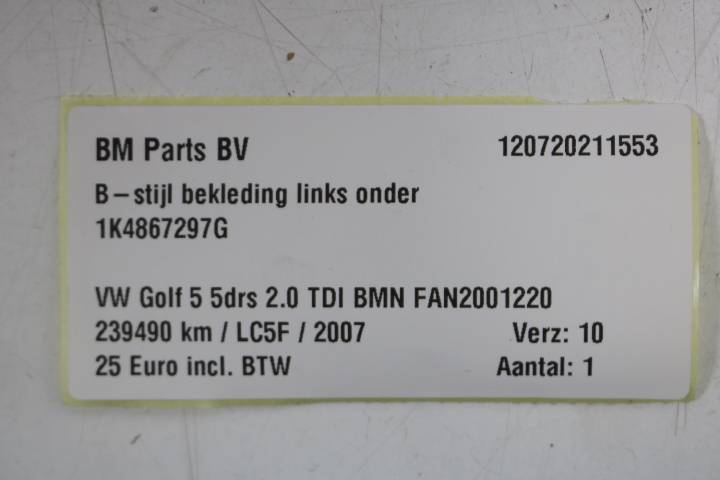 BM Parts BV 120720211553
B-stijl bekleding links onder
1K4867297G
VW Golf 5 5drs 2.0 TDI BMN FAN2001220
239490 km / LC5F / 2007 Verz: 10
25 Euro incl. BTW Aantal: 1